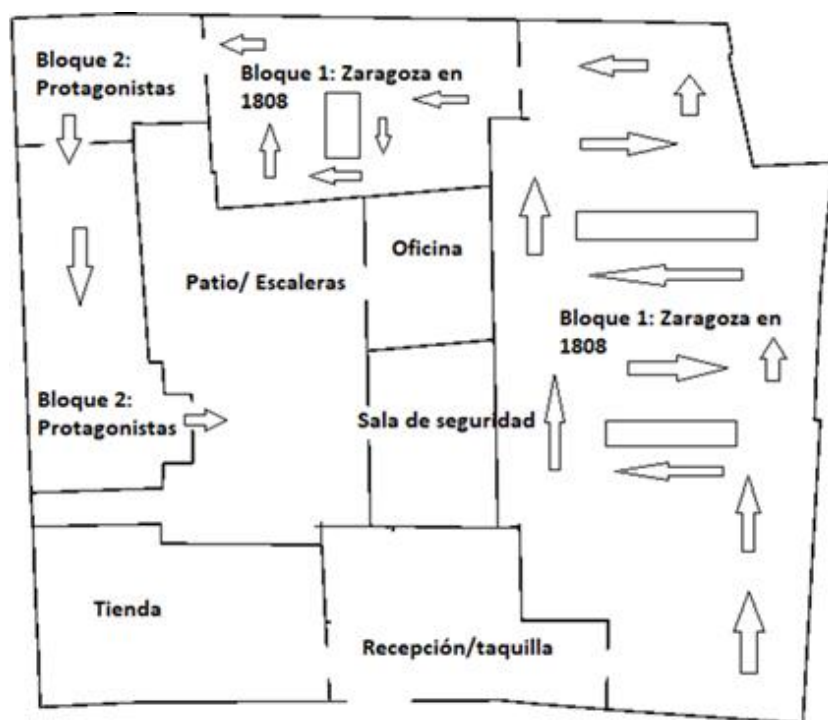 Bloque 2:
Protagonistas
Bloque 1: Zaragoza en
1808
Oficina
Patio/ Escaleras
Bloque 1: Zaragoza en
1808
Bloque 2:
Protagonistas
Sala de seguridad
Tienda
Recepción/taquilla